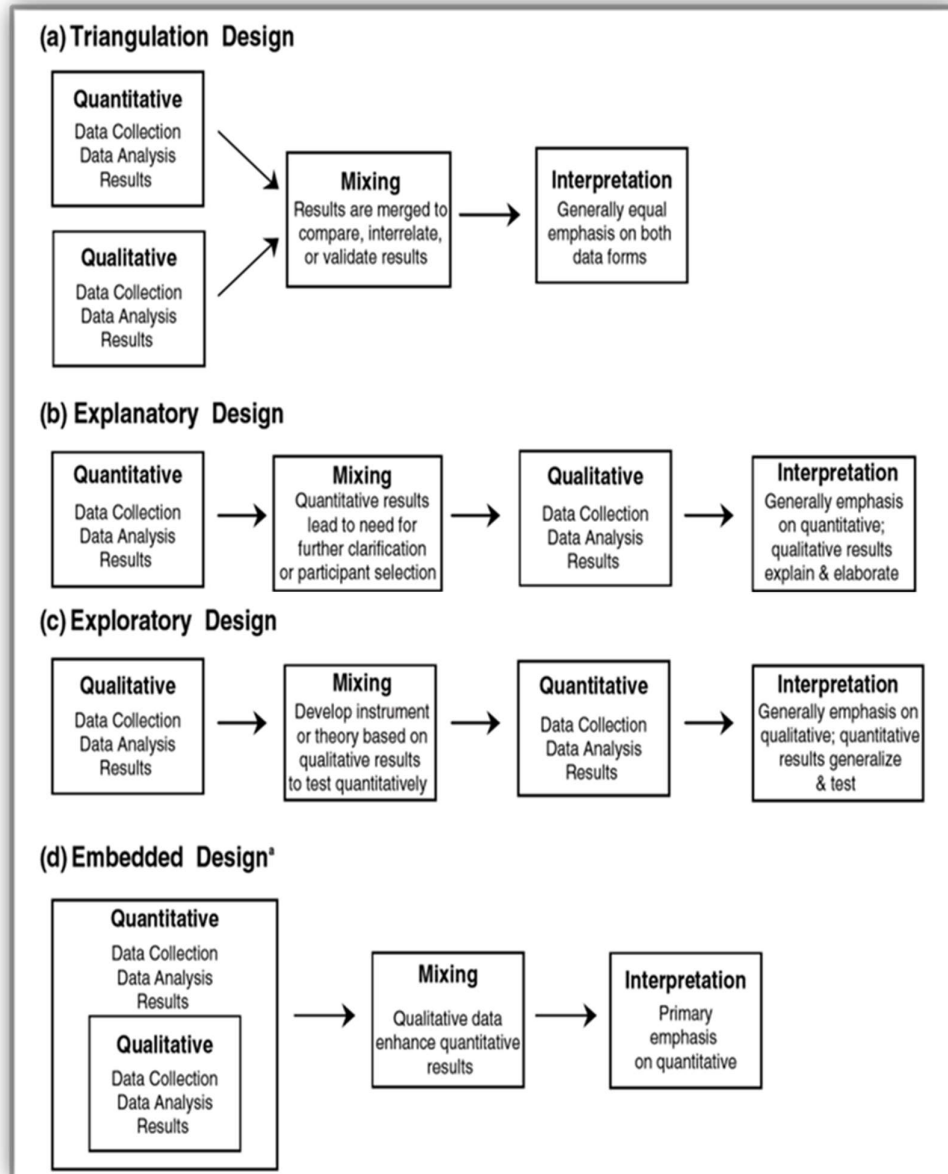 (a) Triangulation Design
Quantitative
Data Collection
Data Analysis
Results
Qualitative
Data Collection
Data Analysis
Results
Mixing
Results are merged to
compare, interrelate,
or validate results
Interpretation
Generally equal
emphasis on both
data forms
(b) Explanatory Design
Quantitative
Data Collection
Data Analysis
Results
Mixing
Quantitative results
lead to need for
further clarification
or participant selection
Qualitative
Data Collection
Data Analysis
Results
Interpretation
Generally emphasis
on quantitative;
qualitative results
explain & elaborate
(c) Exploratory Design
Qualitative
Data Collection
Data Analysis
Results
Mixing
Develop instrument
or theory based on
qualitative results
to test quantitatively
Quantitative
Data Collection
Data Analysis
Results
Interpretation
Generally emphasis on
qualitative; quantitative
results generalize
& test
(d) Embedded Designª
Quantitative
Data Collection
Data Analysis
Results
Qualitative
Data Collection
Data Analysis
Results
Mixing
Qualitative data
enhance quantitative
results
Interpretation
Primary
emphasis
on quantitative